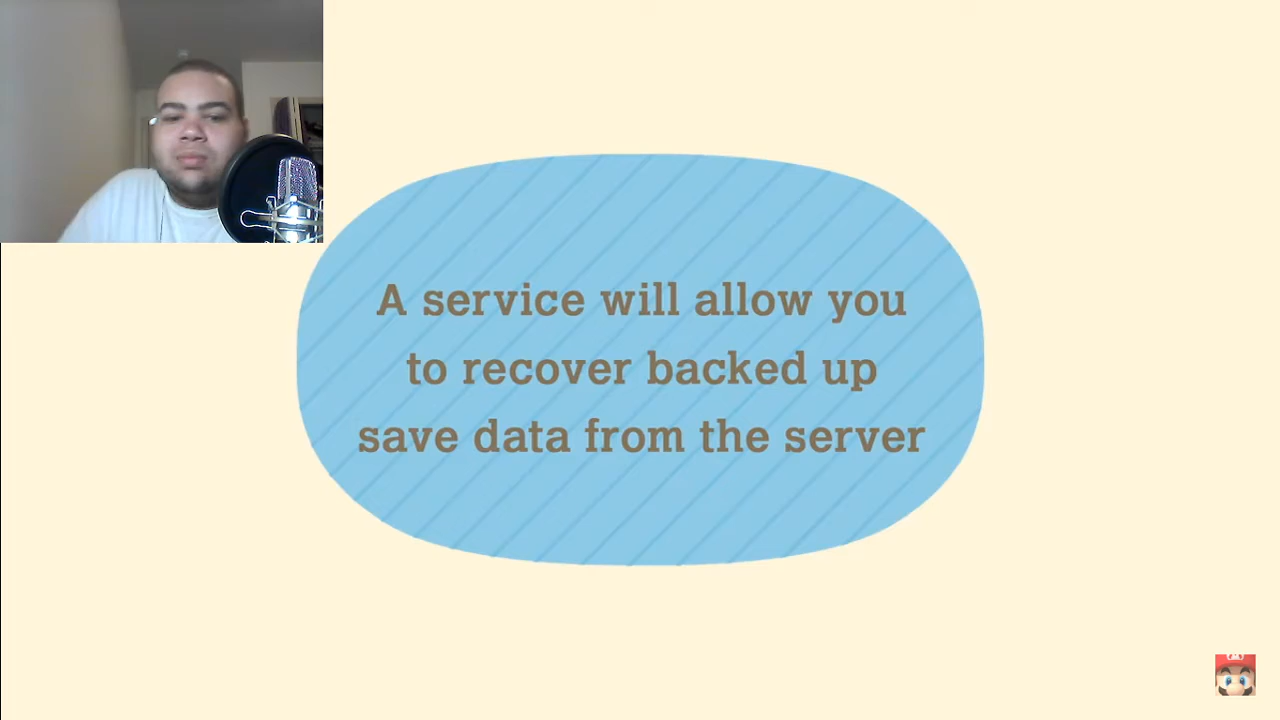 A service will allow you
to recover backed up
save data from the server